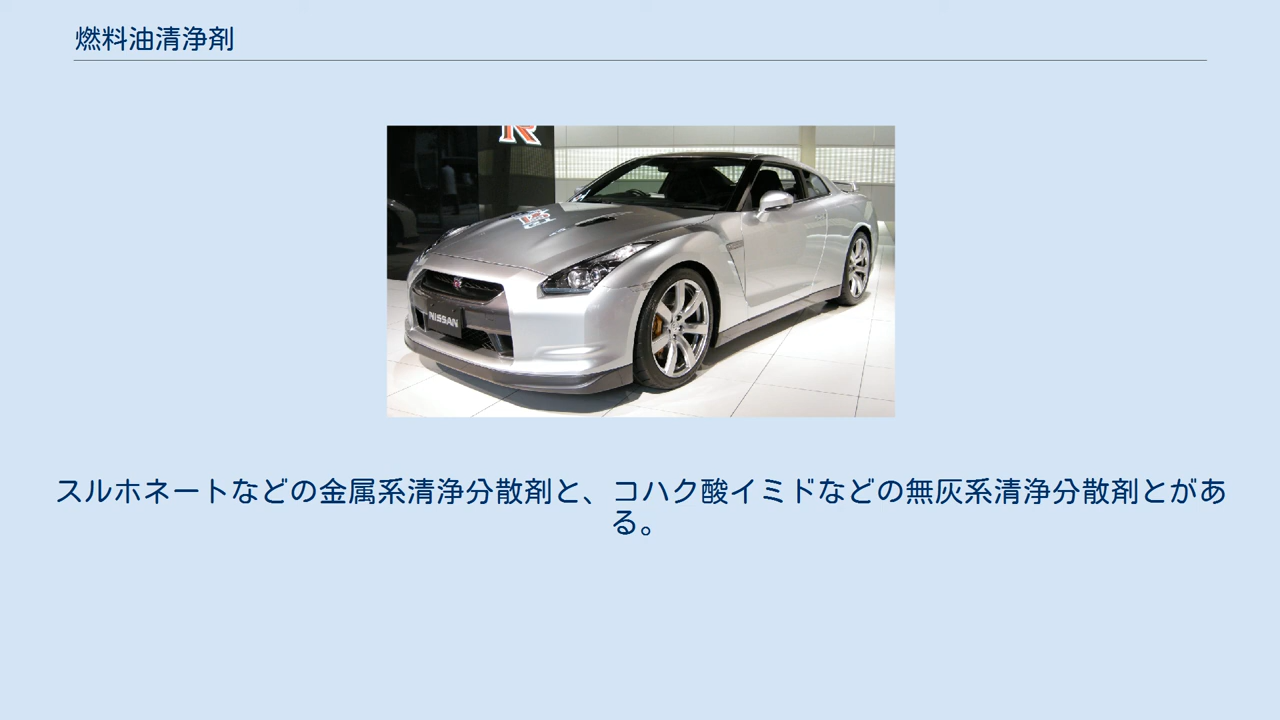 燃料油清浄剤
R
NISSAN
スルホネートなどの金属系清浄分散剤と、コハク酸イミドなどの無灰系清浄分散剤とがあ
る。